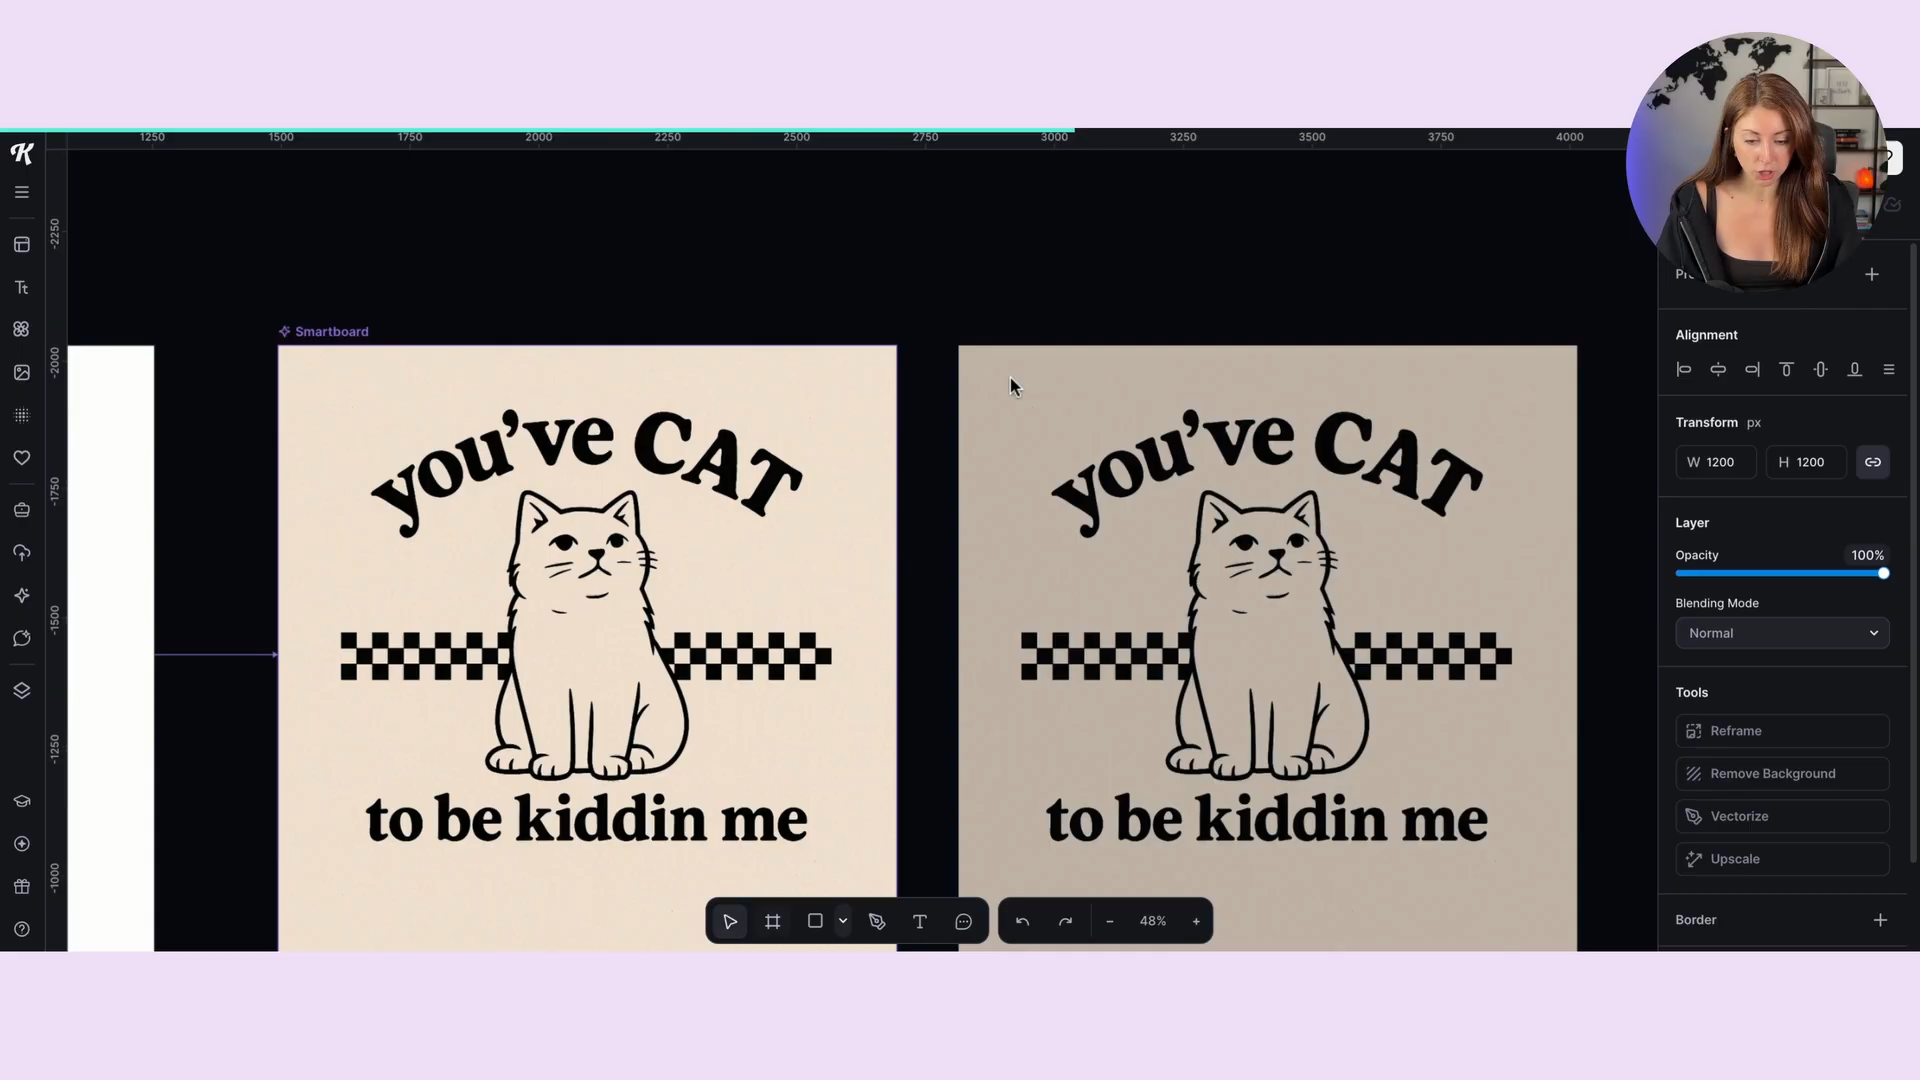 1250 1500 1750 2000 2250 2500 2750 3000 3250 3500 3750 4000
K
-2250
-2000
-1750
-1500
-1250
-1000
Tt
Smartboard
you’ve CAT
to be kiddin me
you’ve CAT
to be kiddin me
T
48%
Alignment
Transform px
W 1200 H 1200
Layer
Opacity 100%
Blending Mode
Normal
Tools
Reframe
Remove Background
Vectorize
Upscale
Border